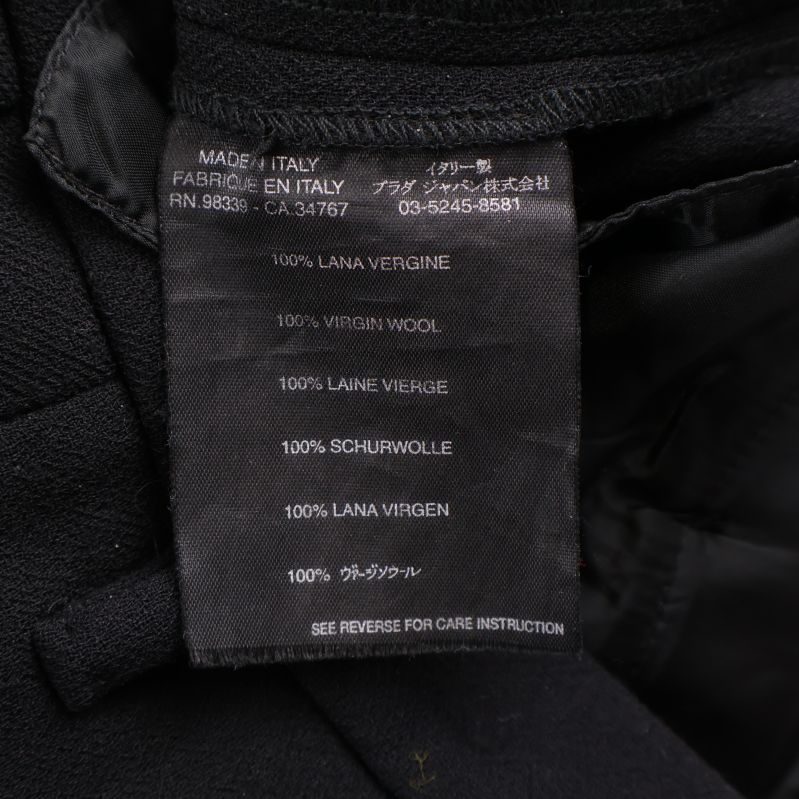 MADE IN ITALY
FABRIQUE EN ITALY
RN.98339 - CA.34767
イタリー製
プラダ ジャパン株式会社
03-5245-8581
100% LANA VERGINE
100% VIRGIN WOOL
100% LAINE VIERGE
100% SCHURWOLLE
100% LANA VIRGEN
100% ヴァージンウール
SEE REVERSE FOR CARE INSTRUCTION